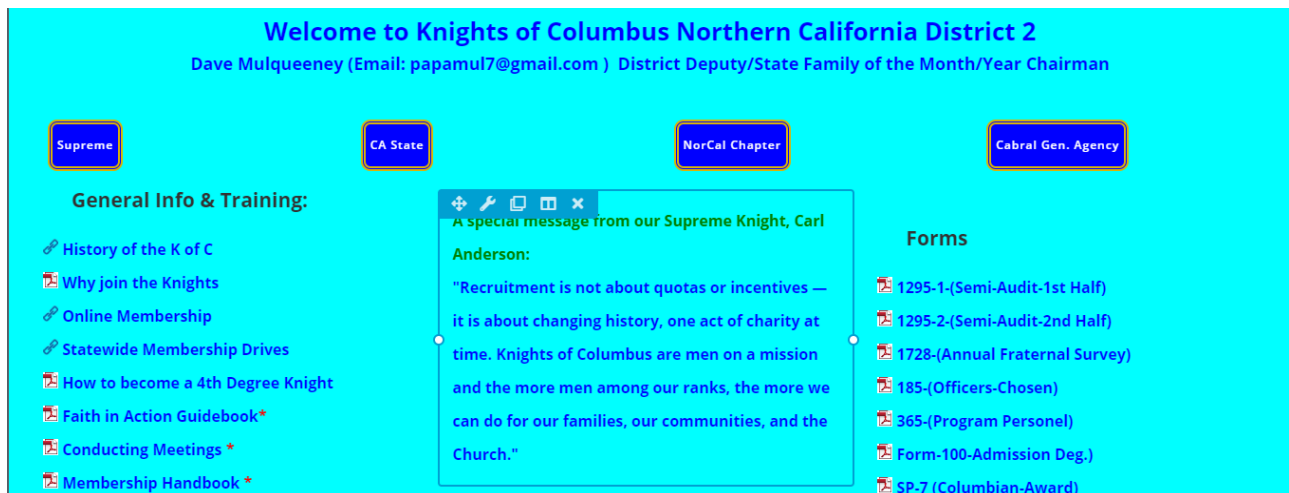 Welcome to Knights of Columbus Northern California District 2
Dave Mulqueeney (Email: papamul7@gmail.com ) District Deputy/State Family of the Month/Year Chairman
Supreme
CA State
NorCal Chapter
Cabral Gen. Agency
General Info & Training:
History of the K of C
Why join the Knights
Online Membership
Statewide Membership Drives
How to become a 4th Degree Knight
Faith in Action Guidebook*
Conducting Meetings *
Membership Handbook *
A special message from our Supreme Knight, Carl
Anderson:
"Recruitment is not about quotas or incentives —
it is about changing history, one act of charity at
time. Knights of Columbus are men on a mission
and the more men among our ranks, the more we
can do for our families, our communities, and the
Church."
Forms
1295-1-(Semi-Audit-1st Half)
1295-2-(Semi-Audit-2nd Half)
1728-(Annual Fraternal Survey)
185-(Officers-Chosen)
365-(Program Personel)
Form-100-Admission Deg.)
SP-7 (Columbian-Award)